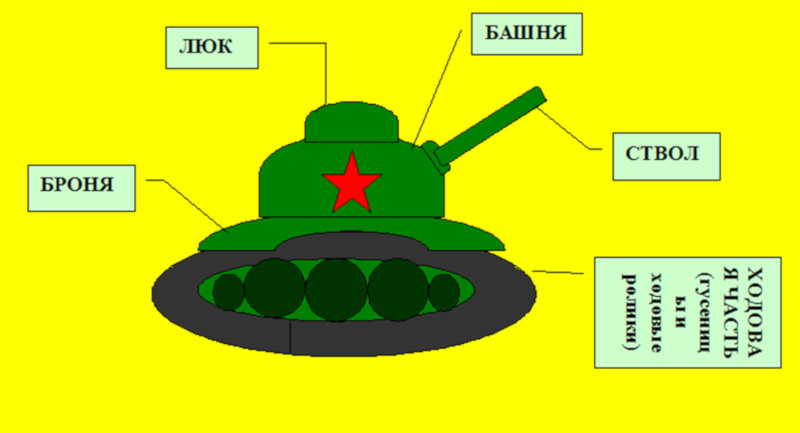 ЛЮК
БАШНЯ
СТВОЛ
БРОНЯ
ХОДОВА
Я ЧАСТЬ
(гусениц
ы и
ходовые
ролики)